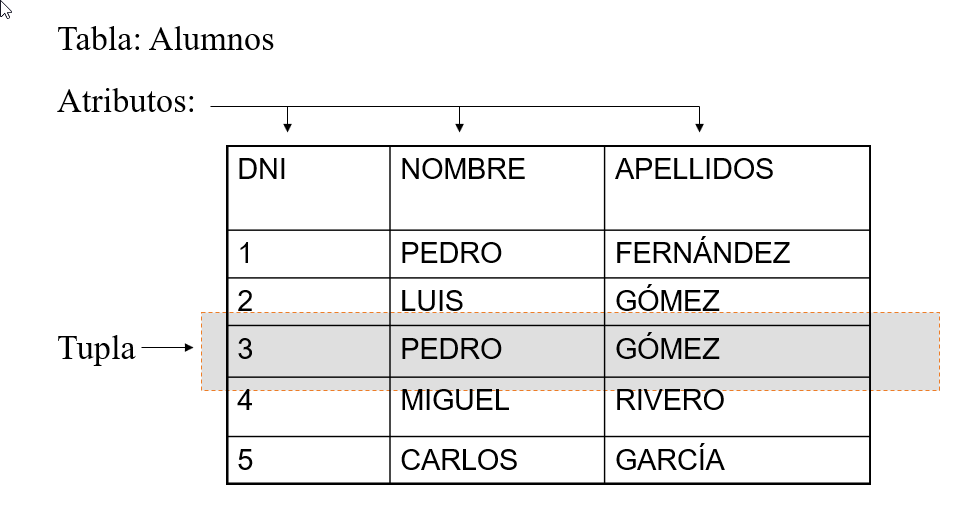 Tabla: Alumnos
Atributos:
DNI NOMBRE APELLIDOS
1 PEDRO FERNÁNDEZ
2 LUIS GÓMEZ
Tupla 3 PEDRO GÓMEZ
4 MIGUEL RIVERO
5 CARLOS GARCÍA